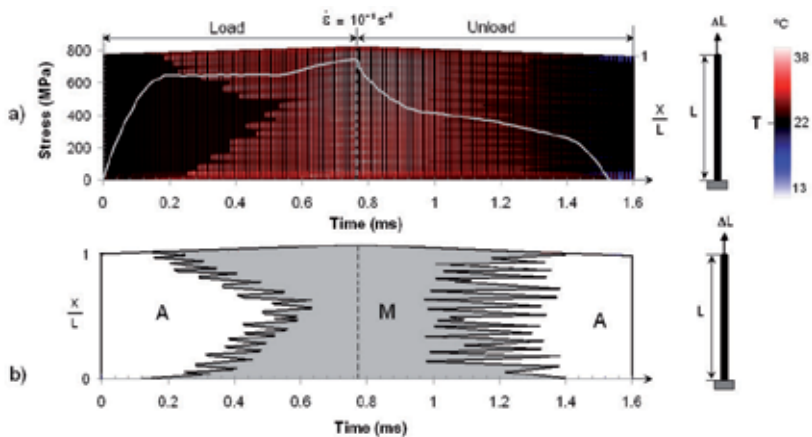 Load
ε̇ = 10⁻¹ s⁻¹
Unload
ΔL
°C
a)
Stress (MPa)
800
600
400
200
0
1
X/L
L
T
38
22
13
0 0.2 0.4 0.6 0.8 1 1.2 1.4 1.6
Time (ms)
b)
X/L
1
0
A
M
A
ΔL
L
0 0.2 0.4 0.6 0.8 1 1.2 1.4 1.6
Time (ms)